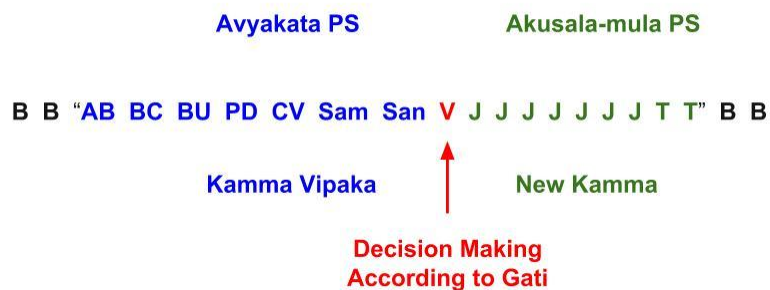 Avyakata PS Akusala-mula PS
B B “AB BC BU PD CV Sam San V J J J J J J J T T” B B
Kamma Vipaka New Kamma
Decision Making
According to Gati